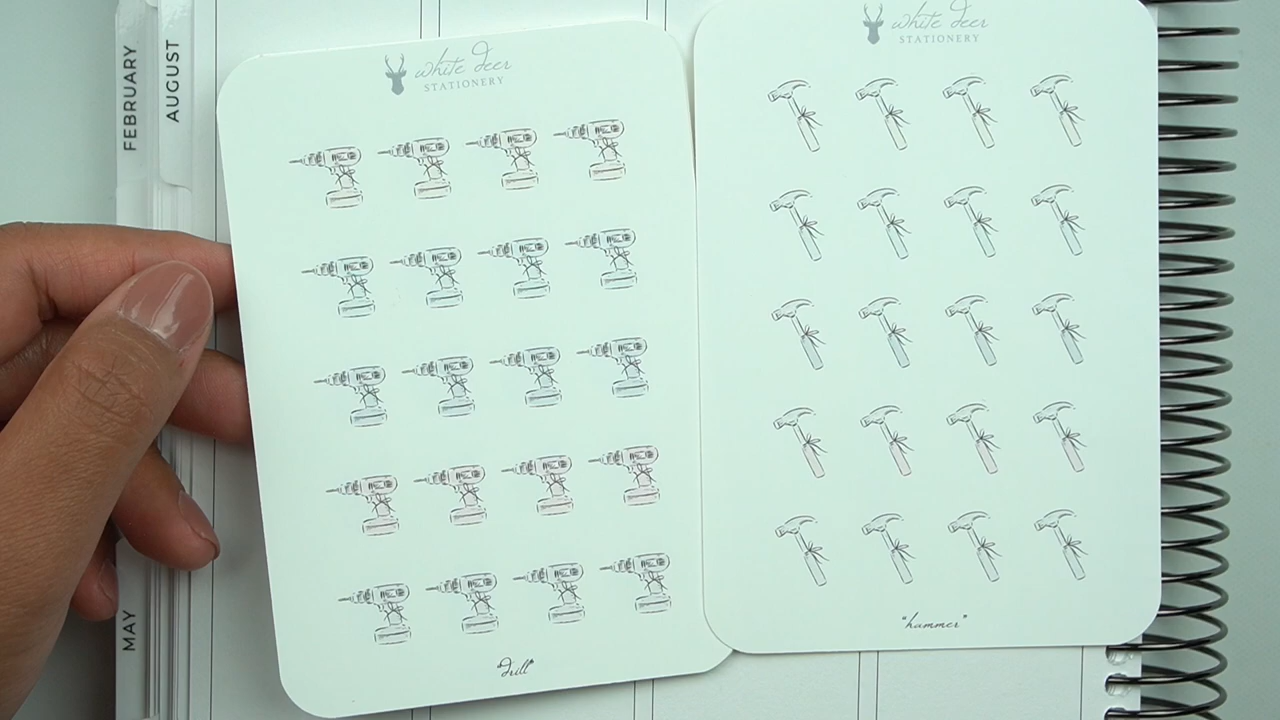 FEBRUARY
AUGUST
MAY
white deer
STATIONERY
"drill"
white deer
STATIONERY
"hammer"